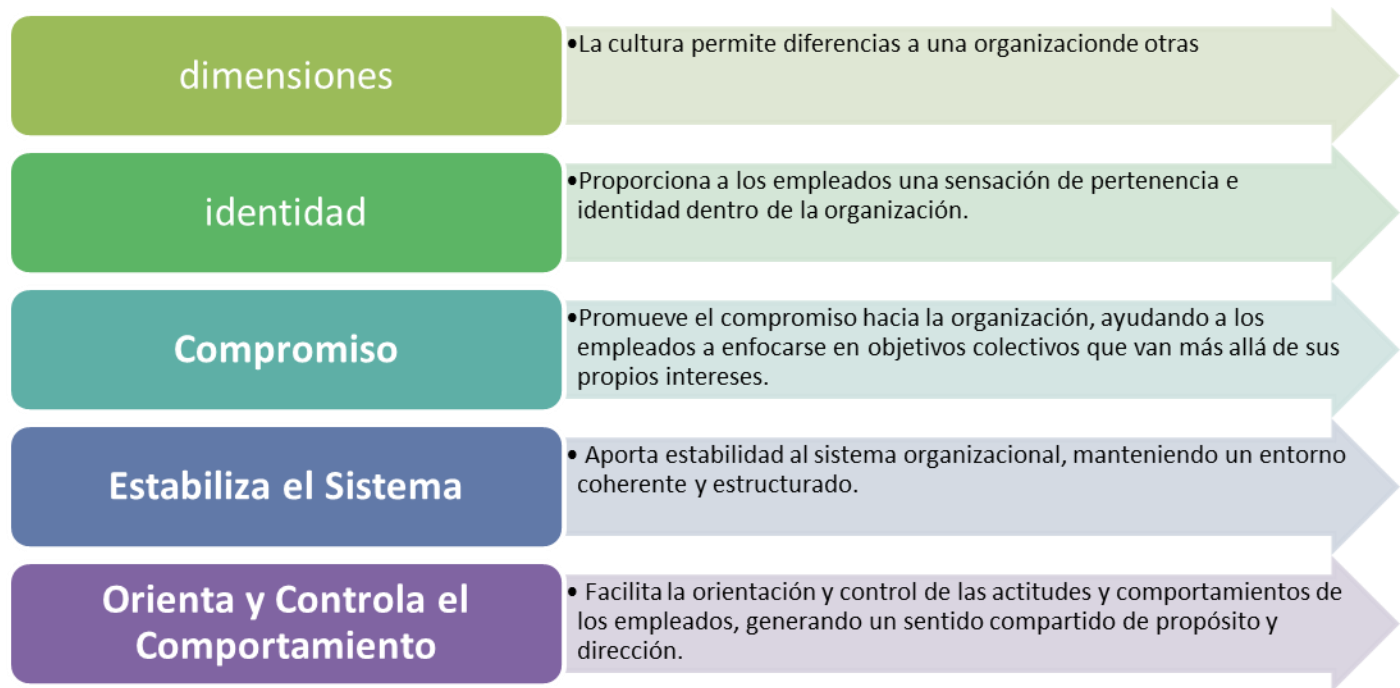 dimensiones
•La cultura permite diferencias a una organizacionde otras
identidad
•Proporciona a los empleados una sensación de pertenencia e
identidad dentro de la organización.
Compromiso
•Promueve el compromiso hacia la organización, ayudando a los
empleados a enfocarse en objetivos colectivos que van más allá de sus
propios intereses.
Estabiliza el Sistema
• Aporta estabilidad al sistema organizacional, manteniendo un entorno
coherente y estructurado.
Orienta y Controla el
Comportamiento
• Facilita la orientación y control de las actitudes y comportamientos de
los empleados, generando un sentido compartido de propósito y
dirección.